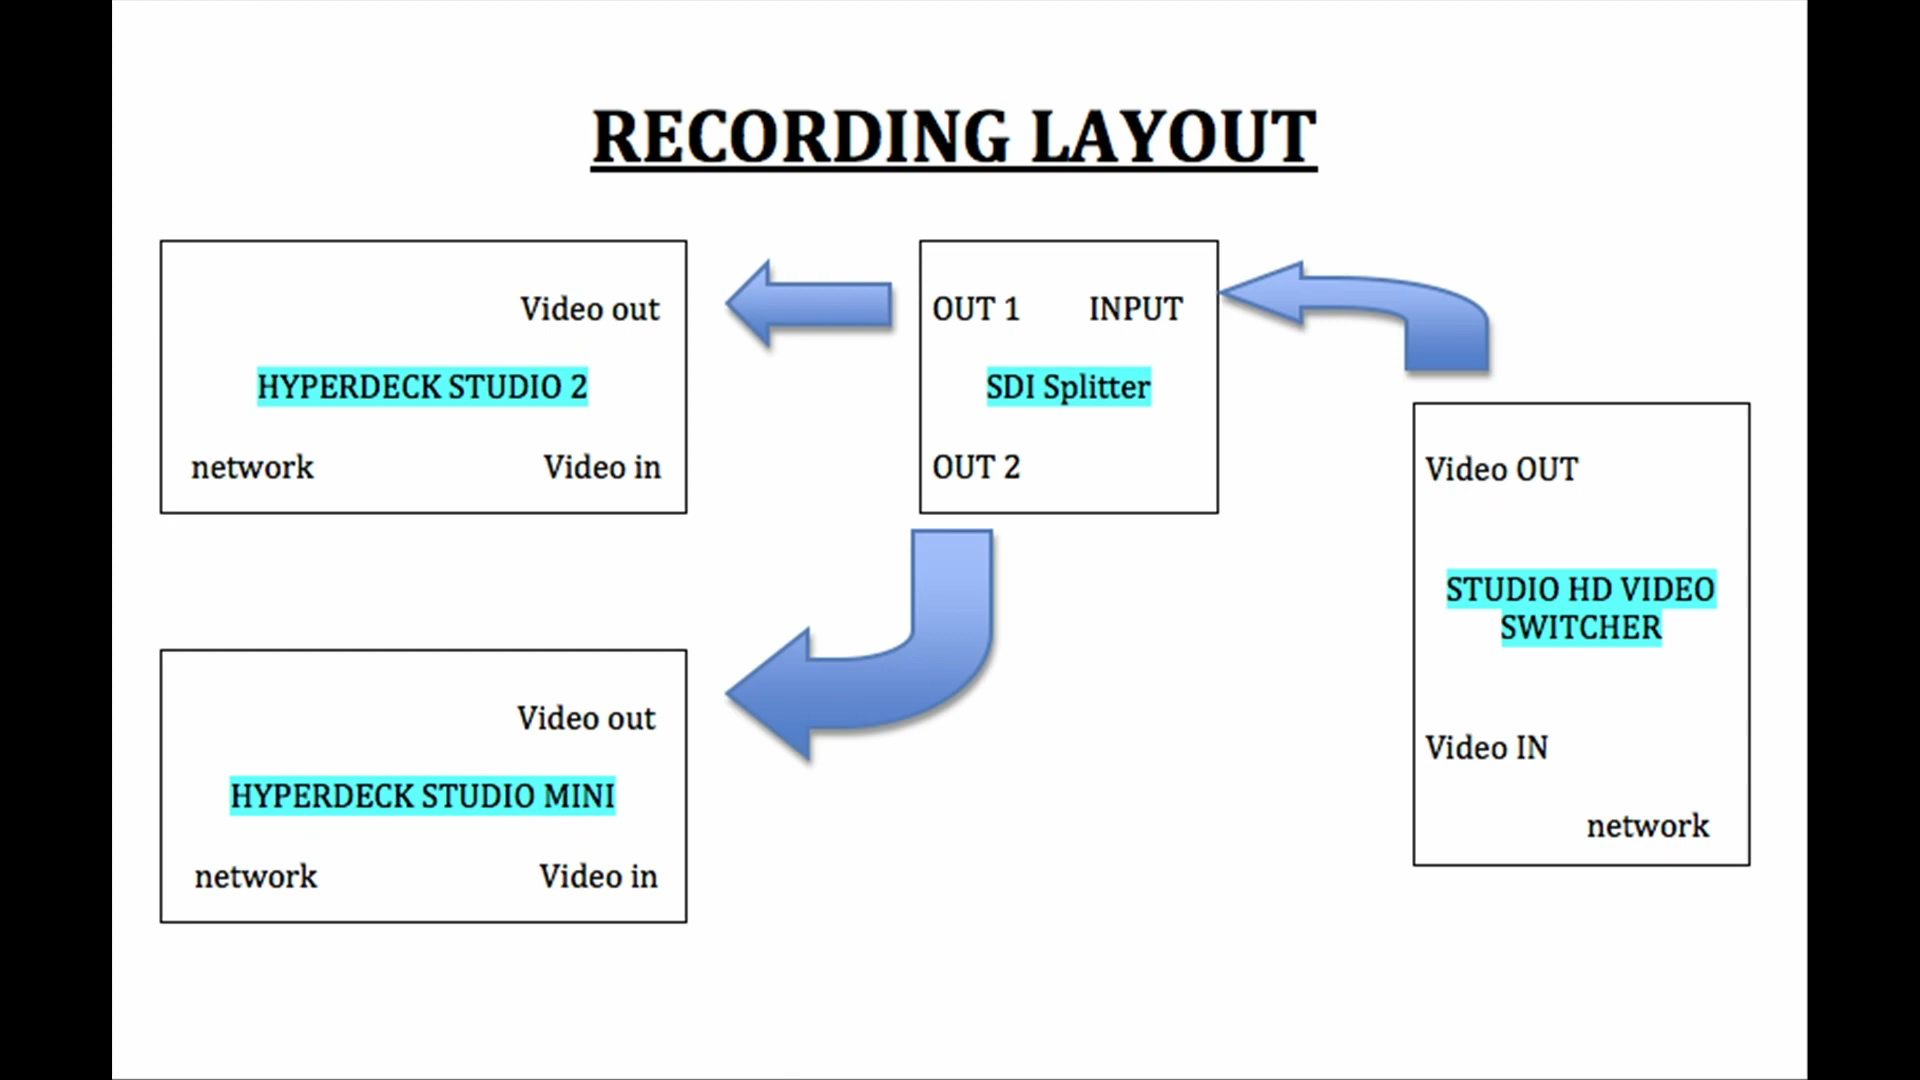 RECORDING LAYOUT
Video out
HYPERDECK STUDIO 2
network Video in
OUT 1 INPUT
SDI Splitter
OUT 2
Video OUT
STUDIO HD VIDEO
SWITCHER
Video IN
network
Video out
HYPERDECK STUDIO MINI
network Video in